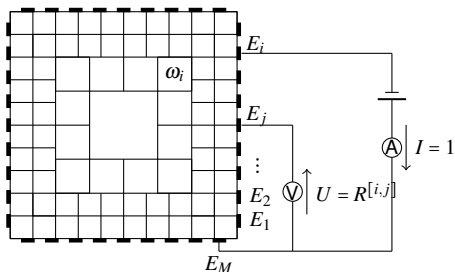 E_i
ω_i
E_j
A
I = 1
⋮
E_2
V
U = R^[i,j]
E_1
E_M